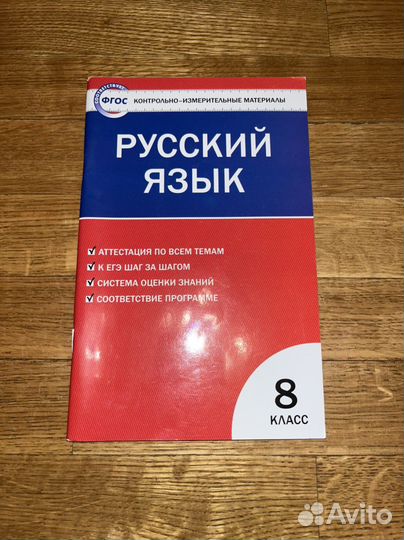 СООТВЕТСТВУЕТ
ФГОС
КОНТРОЛЬНО-ИЗМЕРИТЕЛЬНЫЕ МАТЕРИАЛЫ
РУССКИЙ
ЯЗЫК
АТТЕСТАЦИЯ ПО ВСЕМ ТЕМАМ
К ЕГЭ ШАГ ЗА ШАГОМ
СИСТЕМА ОЦЕНКИ ЗНАНИЙ
СООТВЕТСТВИЕ ПРОГРАММЕ
8
КЛАСС
Avito